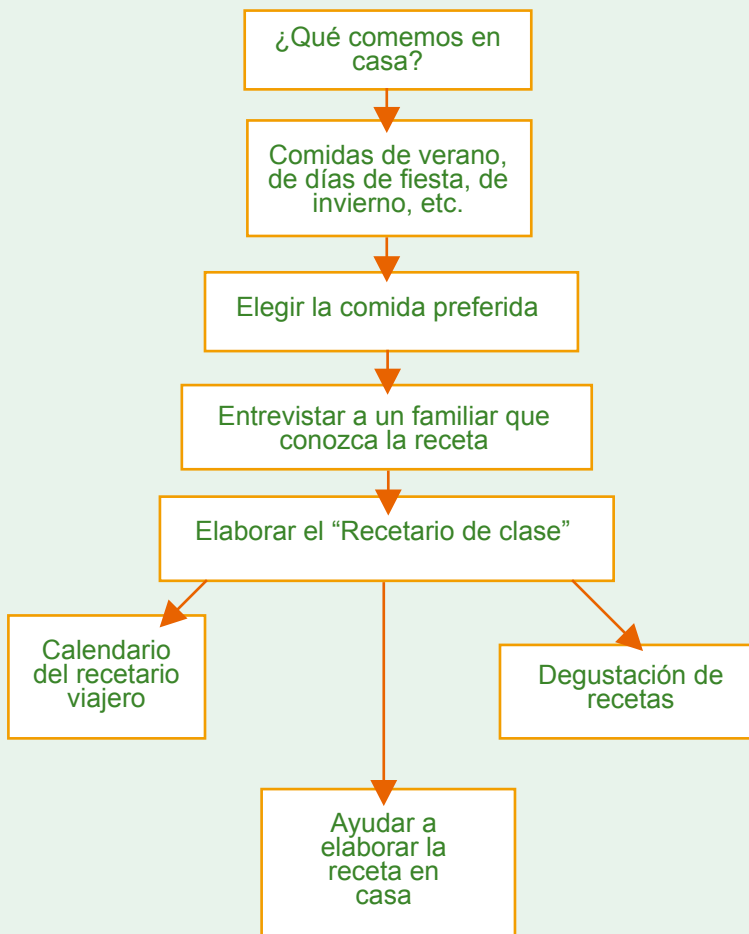 ¿Qué comemos en
casa?
Comidas de verano,
de días de fiesta, de
invierno, etc.
Elegir la comida preferida
Entrevistar a un familiar que
conozca la receta
Elaborar el “Recetario de clase”
Calendario
del recetario
viajero
Degustación de
recetas
Ayudar a
elaborar la
receta en
casa